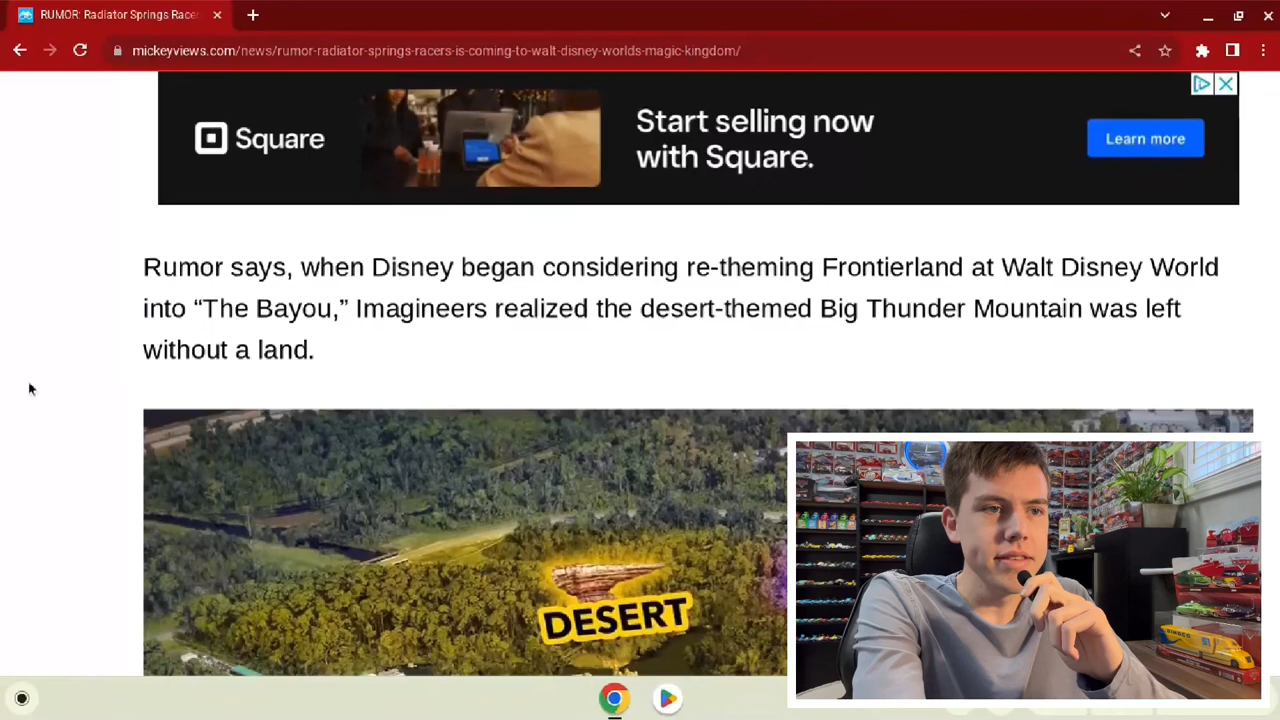 RUMOR: Radiator Springs Racer
mickeyviews.com/news/rumor-radiator-springs-racers-is-coming-to-walt-disney-worlds-magic-kingdom/
Square
Start selling now
with Square.
Learn more
Rumor says, when Disney began considering re-theming Frontierland at Walt Disney World
into “The Bayou,” Imagineers realized the desert-themed Big Thunder Mountain was left
without a land.
DESERT